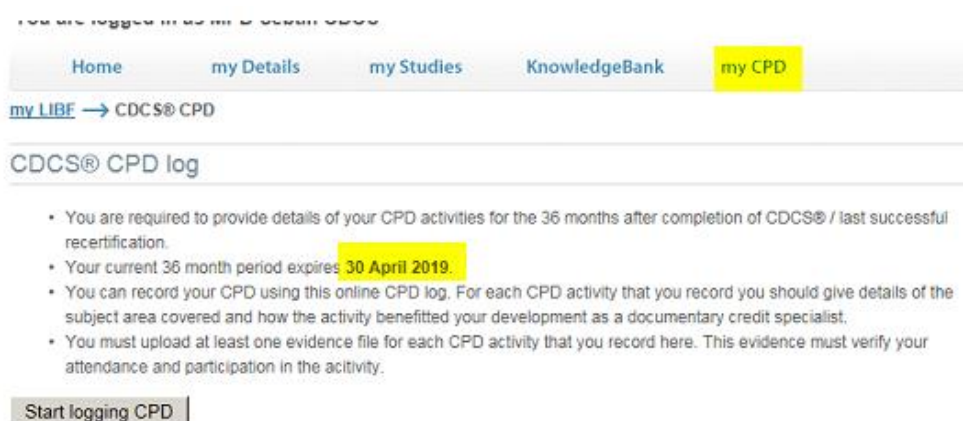 You are logged in as
Home my Details my Studies KnowledgeBank my CPD
my LIBF → CDCS® CPD
CDCS® CPD log
• You are required to provide details of your CPD activities for the 36 months after completion of CDCS® / last successful
recertification.
• Your current 36 month period expires 30 April 2019.
• You can record your CPD using this online CPD log. For each CPD activity that you record you should give details of the
subject area covered and how the activity benefitted your development as a documentary credit specialist.
• You must upload at least one evidence file for each CPD activity that you record here. This evidence must verify your
attendance and participation in the acitivity.
Start logging CPD